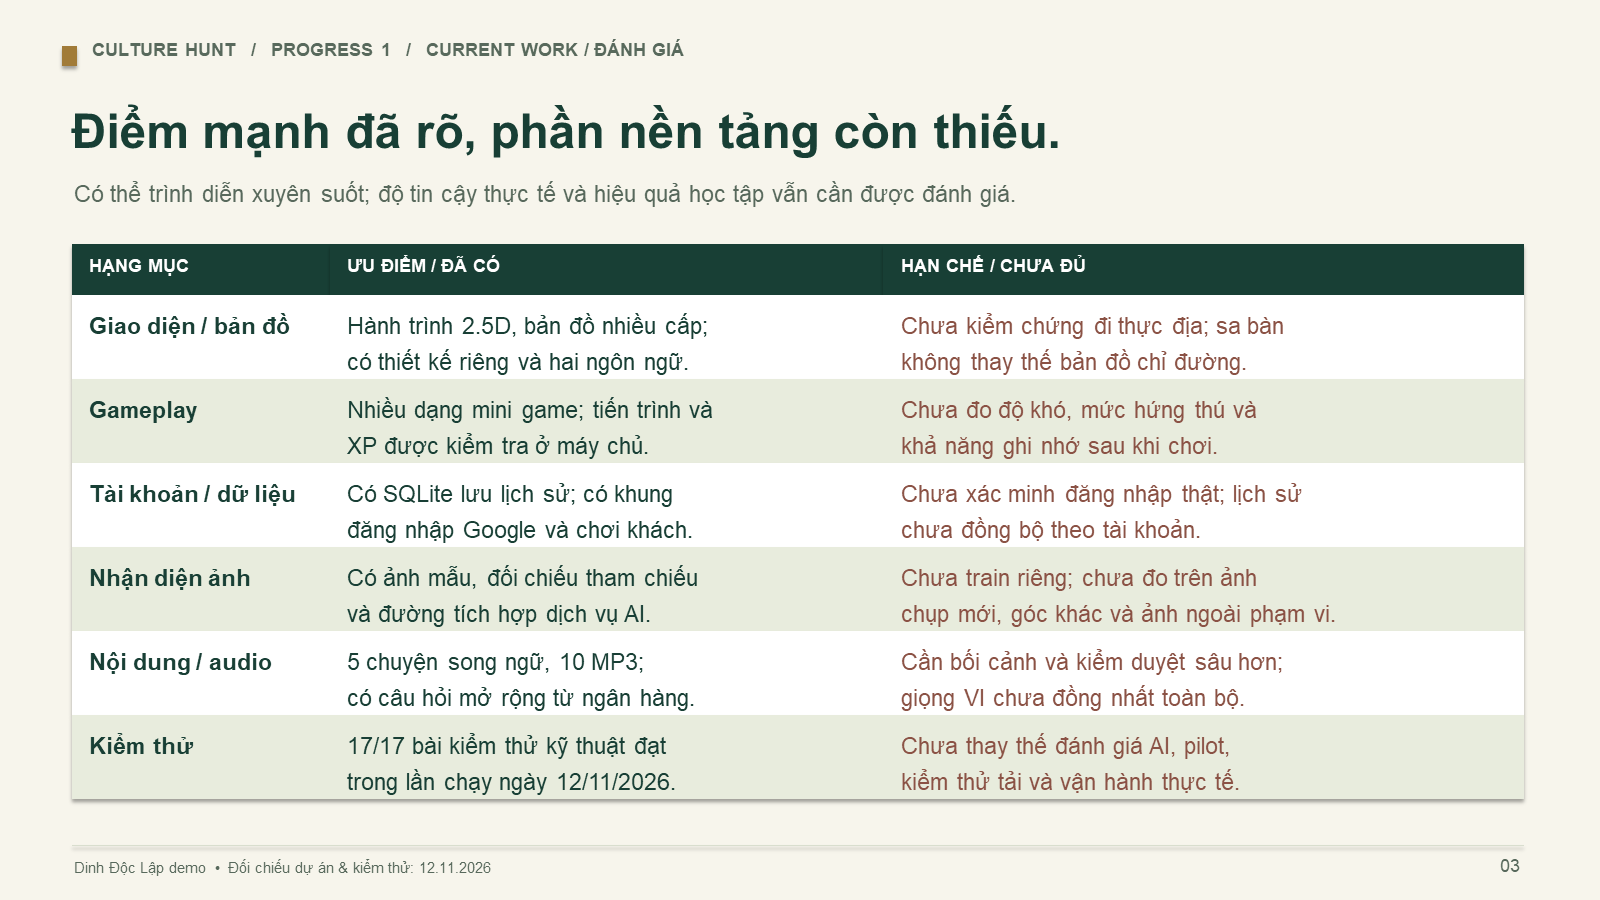 CULTURE HUNT / PROGRESS 1 / CURRENT WORK / ĐÁNH GIÁ
Điểm mạnh đã rõ, phần nền tảng còn thiếu.
Có thể trình diễn xuyên suốt; độ tin cậy thực tế và hiệu quả học tập vẫn cần được đánh giá.
HẠNG MỤC
ƯU ĐIỂM / ĐÃ CÓ
HẠN CHẾ / CHƯA ĐỦ
Giao diện / bản đồ
Hành trình 2.5D, bản đồ nhiều cấp;
có thiết kế riêng và hai ngôn ngữ.
Chưa kiểm chứng đi thực địa; sa bàn
không thay thế bản đồ chỉ đường.
Gameplay
Nhiều dạng mini game; tiến trình và
XP được kiểm tra ở máy chủ.
Chưa đo độ khó, mức hứng thú và
khả năng ghi nhớ sau khi chơi.
Tài khoản / dữ liệu
Có SQLite lưu lịch sử; có khung
đăng nhập Google và chơi khách.
Chưa xác minh đăng nhập thật; lịch sử
chưa đồng bộ theo tài khoản.
Nhận diện ảnh
Có ảnh mẫu, đối chiếu tham chiếu
và đường tích hợp dịch vụ AI.
Chưa train riêng; chưa đo trên ảnh
chụp mới, góc khác và ảnh ngoài phạm vi.
Nội dung / audio
5 chuyện song ngữ, 10 MP3;
có câu hỏi mở rộng từ ngân hàng.
Cần bối cảnh và kiểm duyệt sâu hơn;
giọng VI chưa đồng nhất toàn bộ.
Kiểm thử
17/17 bài kiểm thử kỹ thuật đạt
trong lần chạy ngày 12/11/2026.
Chưa thay thế đánh giá AI, pilot,
kiểm thử tải và vận hành thực tế.
Dinh Độc Lập demo • Đối chiếu dự án & kiểm thử: 12.11.2026
03